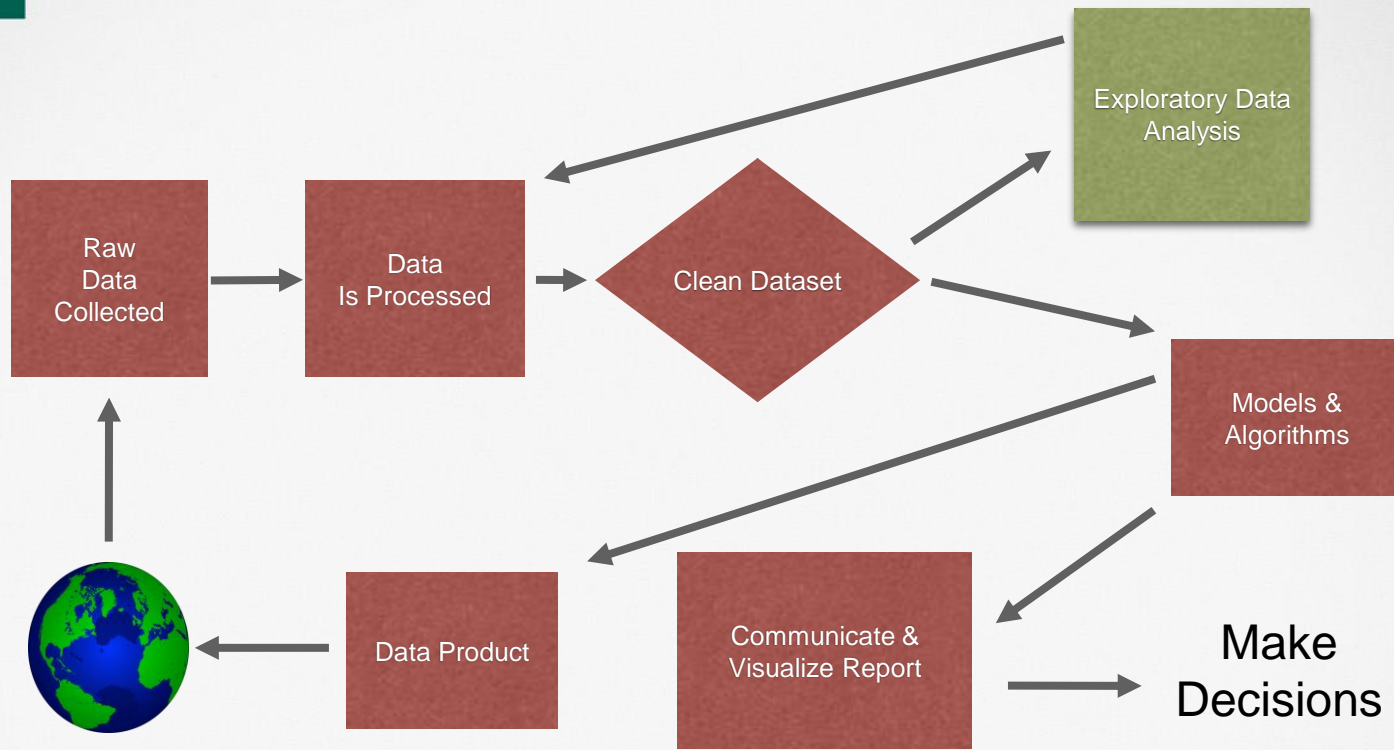 Exploratory Data
Analysis
Raw
Data
Collected
Data
Is Processed
Clean Dataset
Models &
Algorithms
Data Product
Communicate &
Visualize Report
Make
Decisions